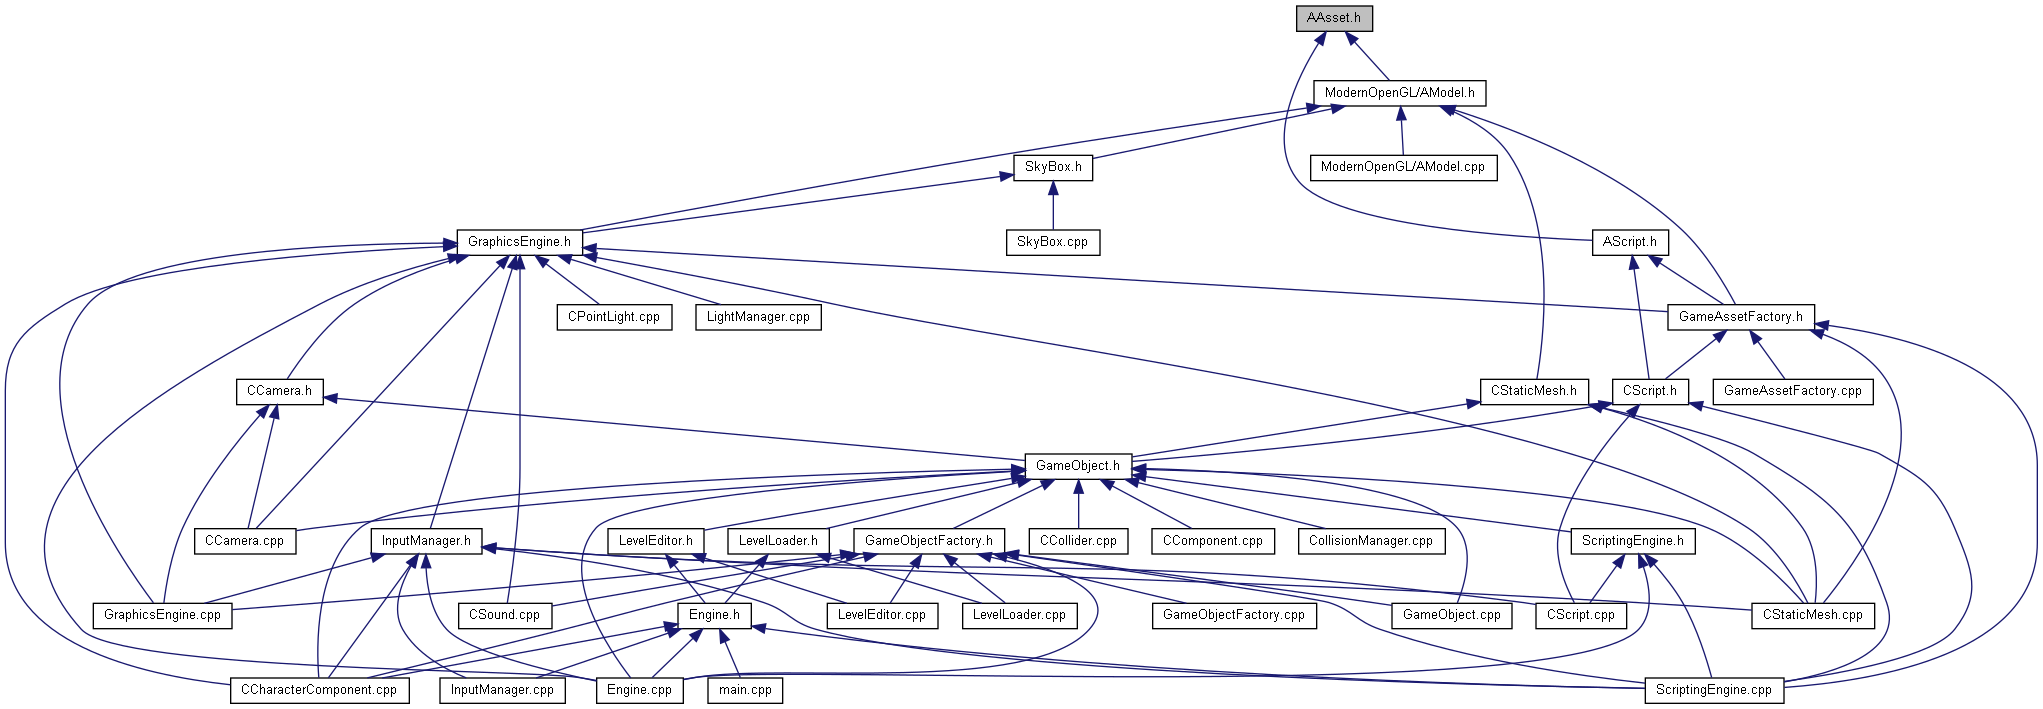 AAsset.h
ModernOpenGL/AModel.h
SkyBox.h
ModernOpenGL/AModel.cpp
GraphicsEngine.h
SkyBox.cpp
AScript.h
CPointLight.cpp
LightManager.cpp
GameAssetFactory.h
CCamera.h
CStaticMesh.h
CScript.h
GameAssetFactory.cpp
GameObject.h
CCamera.cpp
InputManager.h
LevelEditor.h
LevelLoader.h
GameObjectFactory.h
CCollider.cpp
CComponent.cpp
CollisionManager.cpp
ScriptingEngine.h
GraphicsEngine.cpp
CSound.cpp
Engine.h
LevelEditor.cpp
LevelLoader.cpp
GameObjectFactory.cpp
GameObject.cpp
CScript.cpp
CStaticMesh.cpp
CCharacterComponent.cpp
InputManager.cpp
Engine.cpp
main.cpp
ScriptingEngine.cpp